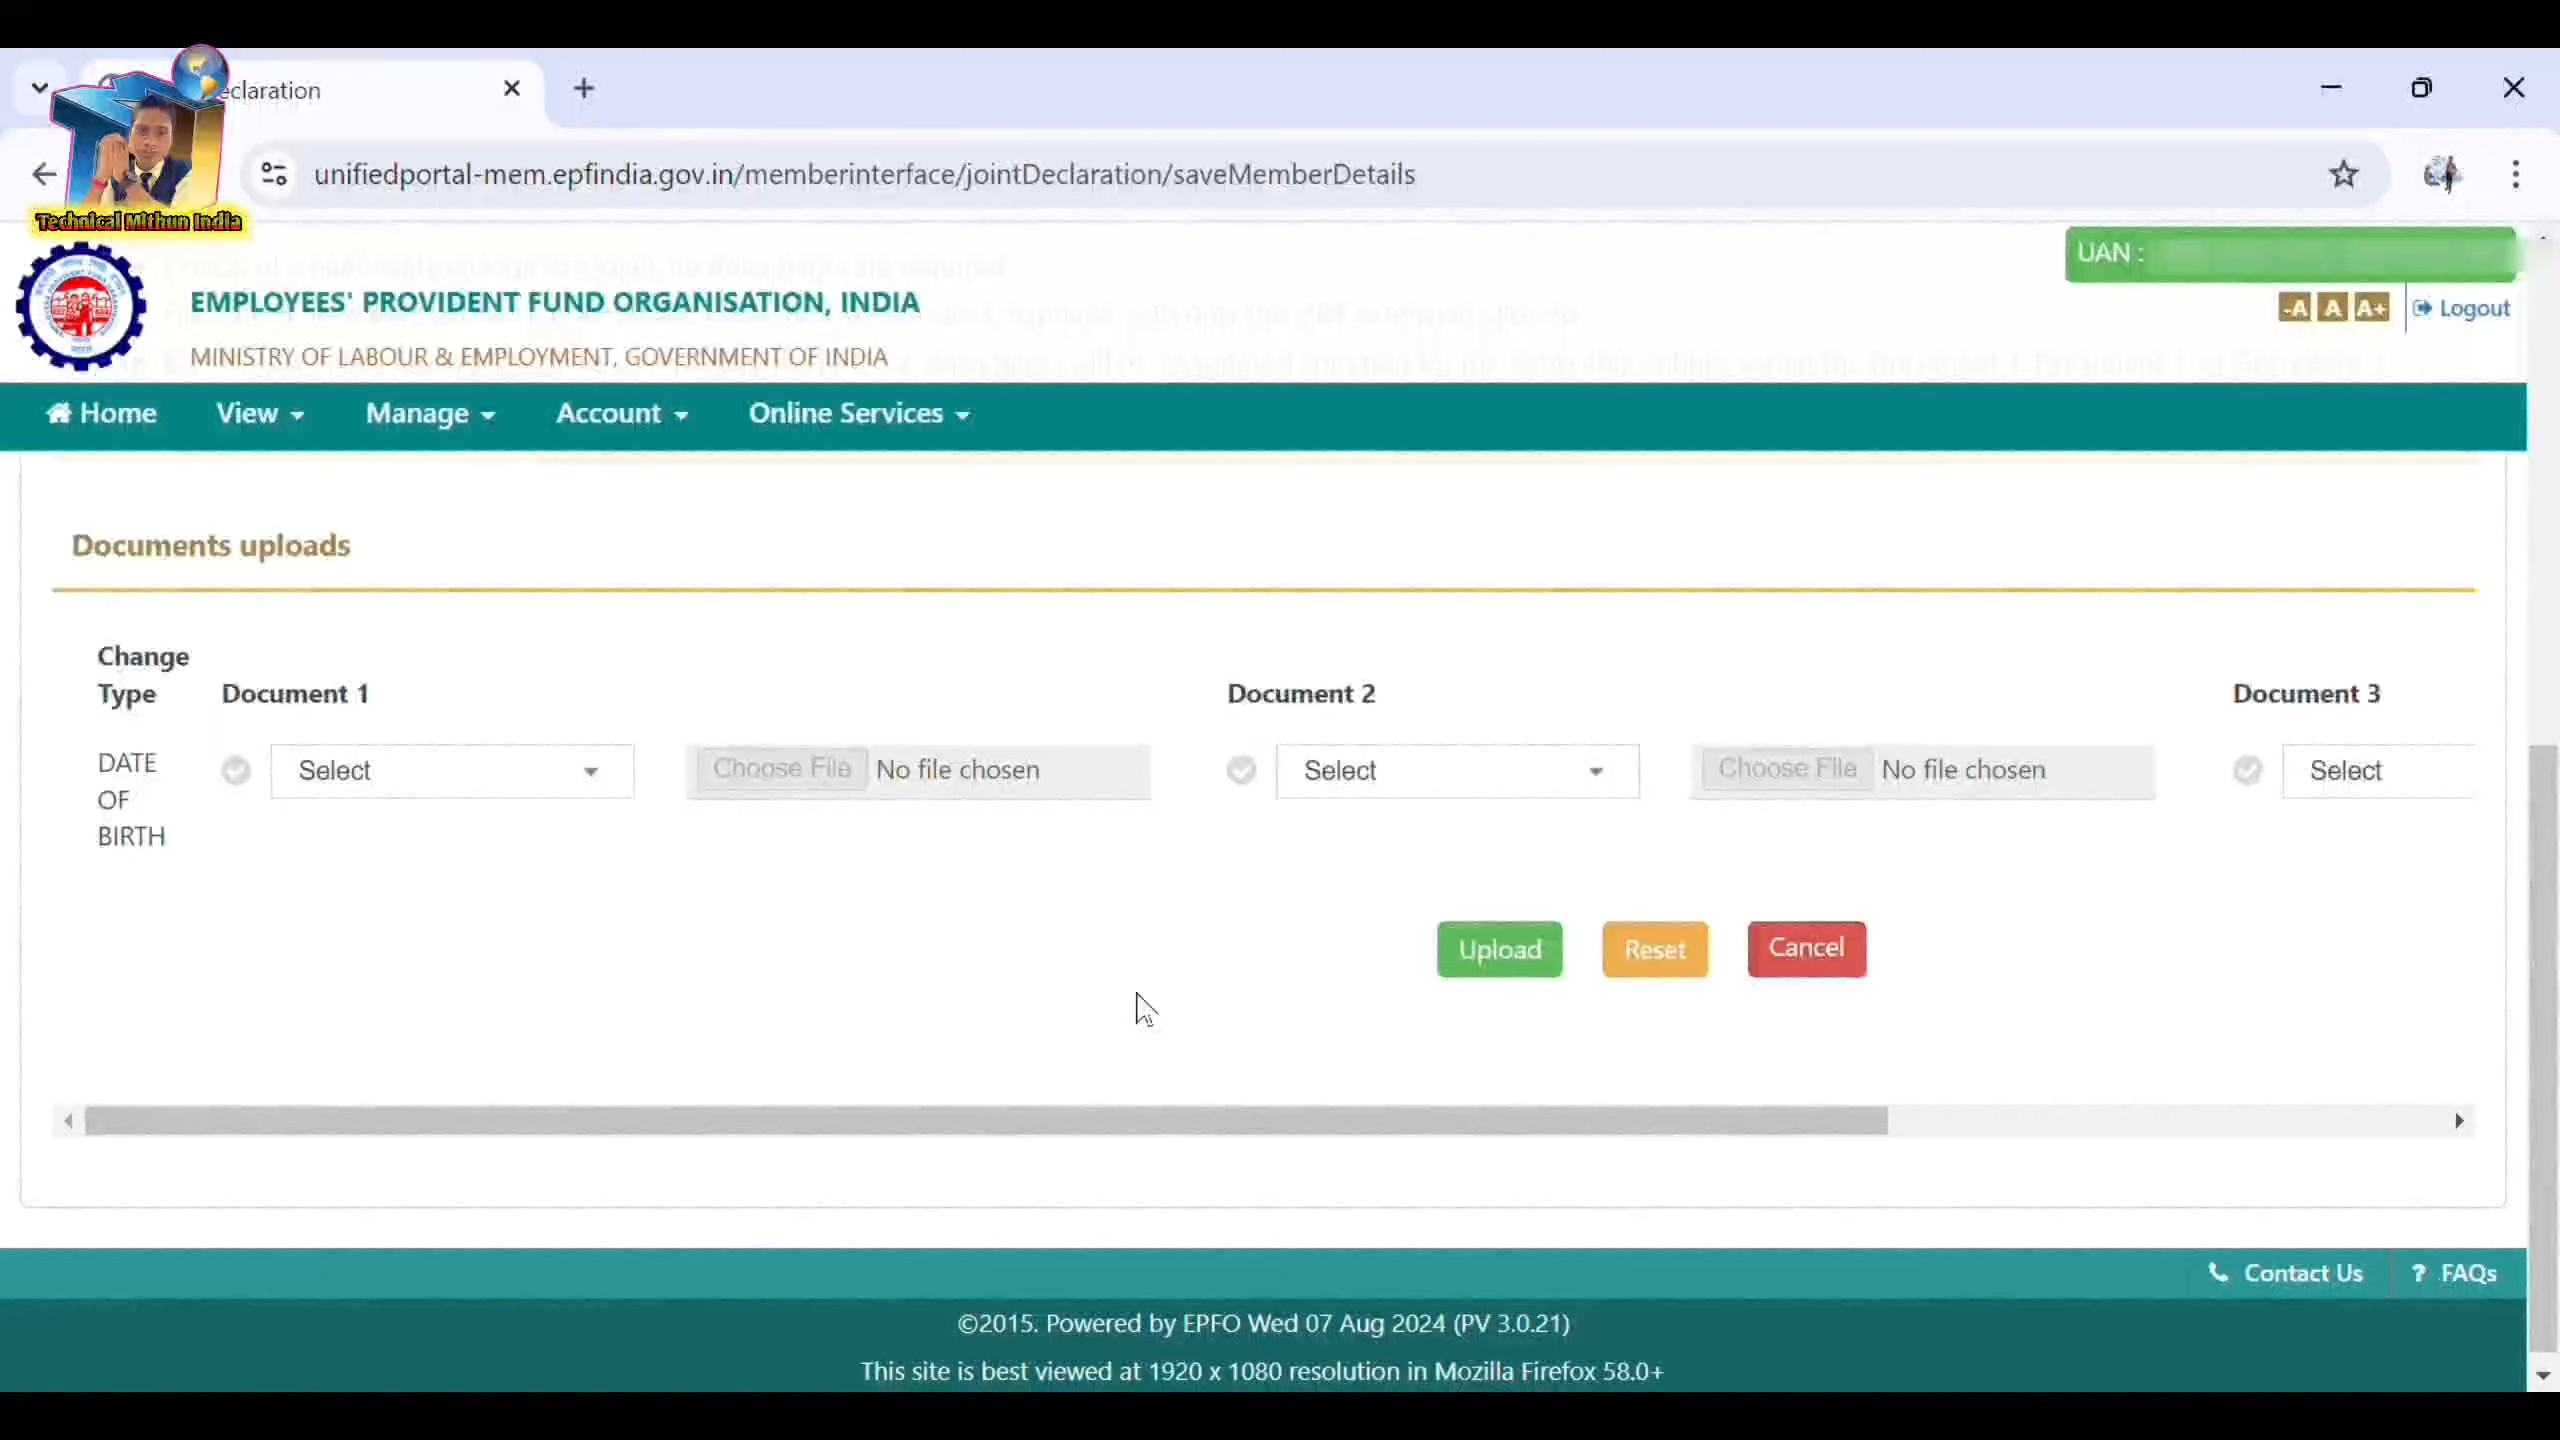 eclaration
unifiedportal-mem.epfindia.gov.in/memberinterface/jointDeclaration/saveMemberDetails
Technical Mithun India
UAN :
EMPLOYEES' PROVIDENT FUND ORGANISATION, INDIA
-A A A+ Logout
MINISTRY OF LABOUR & EMPLOYMENT, GOVERNMENT OF INDIA
Home View Manage Account Online Services
Documents uploads
Change
Type Document 1 Document 2 Document 3
DATE
OF
BIRTH
Select Choose File No file chosen Select Choose File No file chosen Select
Upload Reset Cancel
Contact Us ? FAQs
©2015. Powered by EPFO Wed 07 Aug 2024 (PV 3.0.21)
This site is best viewed at 1920 x 1080 resolution in Mozilla Firefox 58.0+